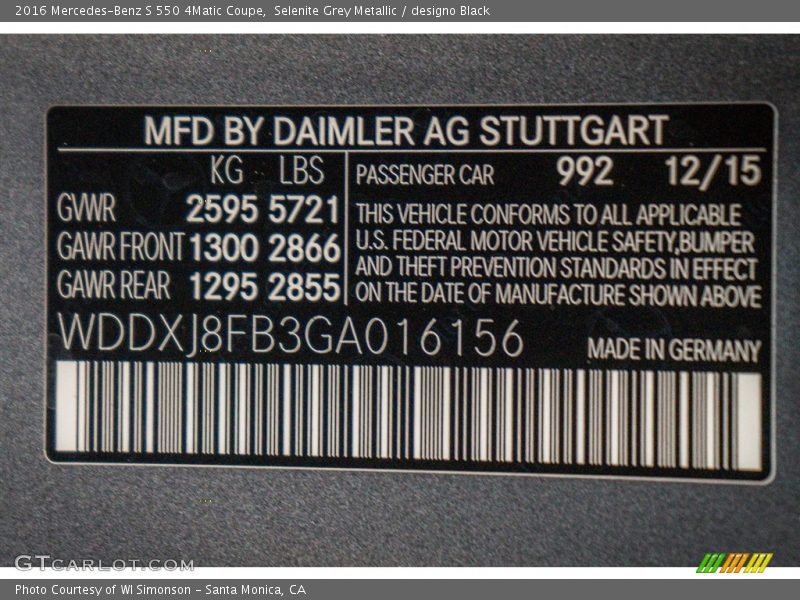 2016 Mercedes-Benz S 550 4Matic Coupe,  Selenite Grey Metallic / designo Black
MFD BY DAIMLER AG STUTTGART
KG LBS
GWR 2595 5721
GAWR FRONT 1300 2866
GAWR REAR 1295 2855
PASSENGER CAR 992 12/15
THIS VEHICLE CONFORMS TO ALL APPLICABLE
U.S. FEDERAL MOTOR VEHICLE SAFETY,BUMPER
AND THEFT PREVENTION STANDARDS IN EFFECT
ON THE DATE OF MANUFACTURE SHOWN ABOVE
WDDXJ8FB3GA016156
MADE IN GERMANY
GTCARLOT.COM
Photo Courtesy of WI Simonson - Santa Monica, CA